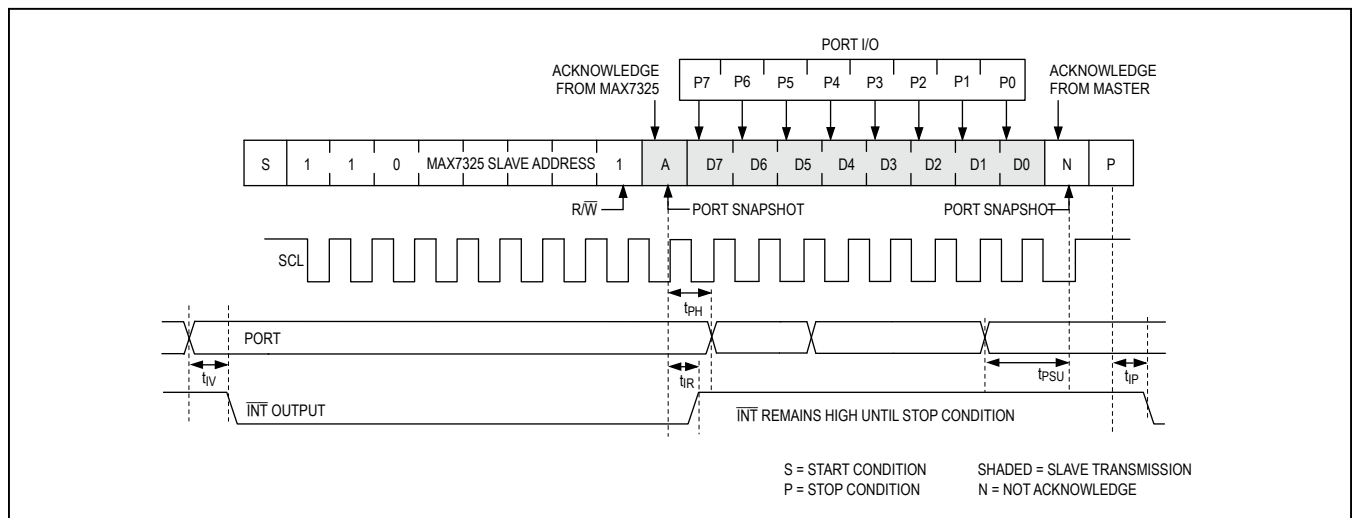 PORT I/O
ACKNOWLEDGE
FROM MAX7325
P7 P6 P5 P4 P3 P2 P1 P0
ACKNOWLEDGE
FROM MASTER
S 1 1 0 MAX7325 SLAVE ADDRESS 1 A D7 D6 D5 D4 D3 D2 D1 D0 N P
R/W̅ PORT SNAPSHOT PORT SNAPSHOT
SCL
tPH
PORT
tIV tIR tPSU tIP
I̅N̅T̅ OUTPUT I̅N̅T̅ REMAINS HIGH UNTIL STOP CONDITION
S = START CONDITION SHADED = SLAVE TRANSMISSION
P = STOP CONDITION N = NOT ACKNOWLEDGE